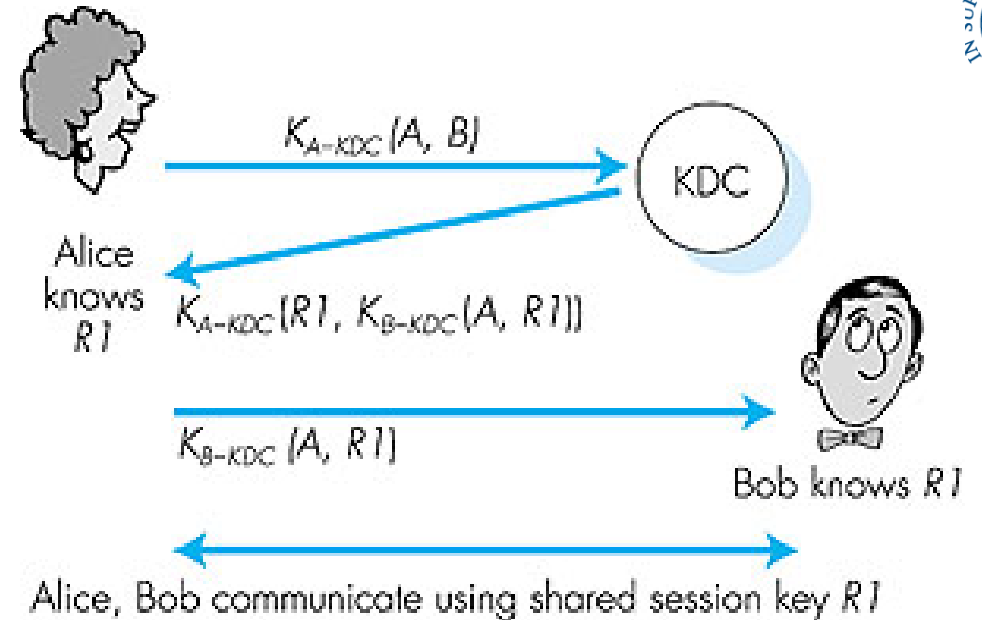 K_A-KDC (A, B)
KDC
Alice
knows
R1
K_A-KDC (R1, K_B-KDC (A, R1))
K_B-KDC (A, R1)
Bob knows R1
Alice, Bob communicate using shared session key R1